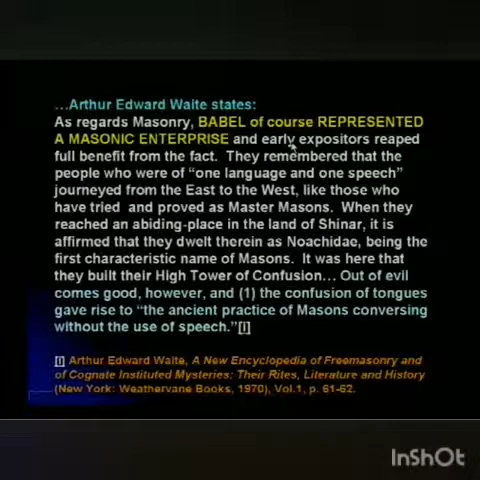 …Arthur Edward Waite states:
As regards Masonry, BABEL of course REPRESENTED
A MASONIC ENTERPRISE and early expositors reaped
full benefit from the fact. They remembered that the
people who were of "one language and one speech"
journeyed from the East to the West, like those who
have tried and proved as Master Masons. When they
reached an abiding-place in the land of Shinar, it is
affirmed that they dwelt therein as Noachidae, being the
first characteristic name of Masons. It was here that
they built their High Tower of Confusion… Out of evil
comes good, however, and (1) the confusion of tongues
gave rise to "the ancient practice of Masons conversing
without the use of speech."[i]
[i] Arthur Edward Waite, A New Encyclopedia of Freemasonry and
of Cognate Instituted Mysteries: Their Rites, Literature and History
(New York: Weathervane Books, 1970), Vol.1, p. 61-62.
InShOt